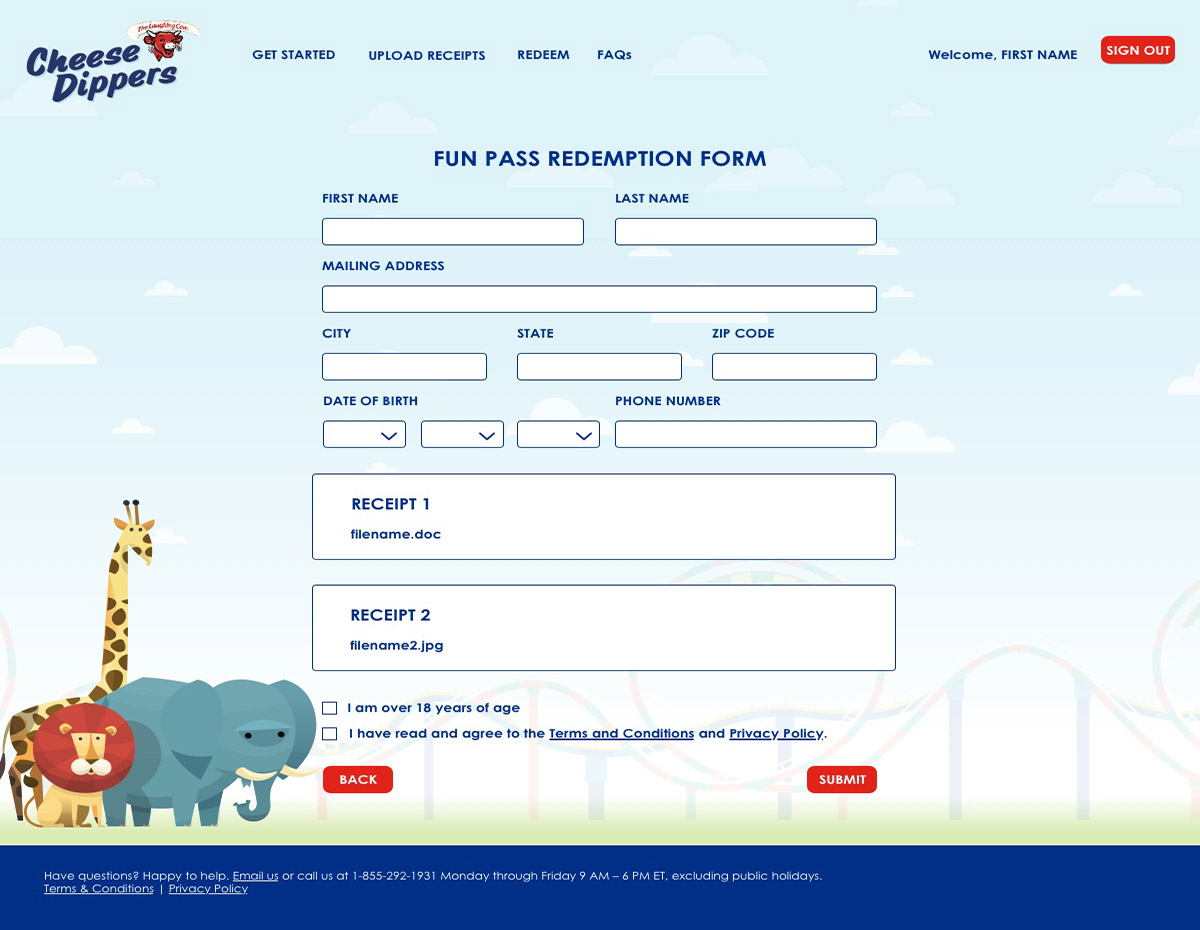 The Laughing Cow
Cheese
Dippers
GET STARTED UPLOAD RECEIPTS REDEEM FAQs Welcome, FIRST NAME SIGN OUT
FUN PASS REDEMPTION FORM
FIRST NAME LAST NAME
MAILING ADDRESS
CITY STATE ZIP CODE
DATE OF BIRTH PHONE NUMBER
RECEIPT 1
filename.doc
RECEIPT 2
filename2.jpg
I am over 18 years of age
I have read and agree to the Terms and Conditions and Privacy Policy.
BACK SUBMIT
Have questions? Happy to help. Email us or call us at 1-855-292-1931 Monday through Friday 9 AM – 6 PM ET, excluding public holidays.
Terms & Conditions | Privacy Policy